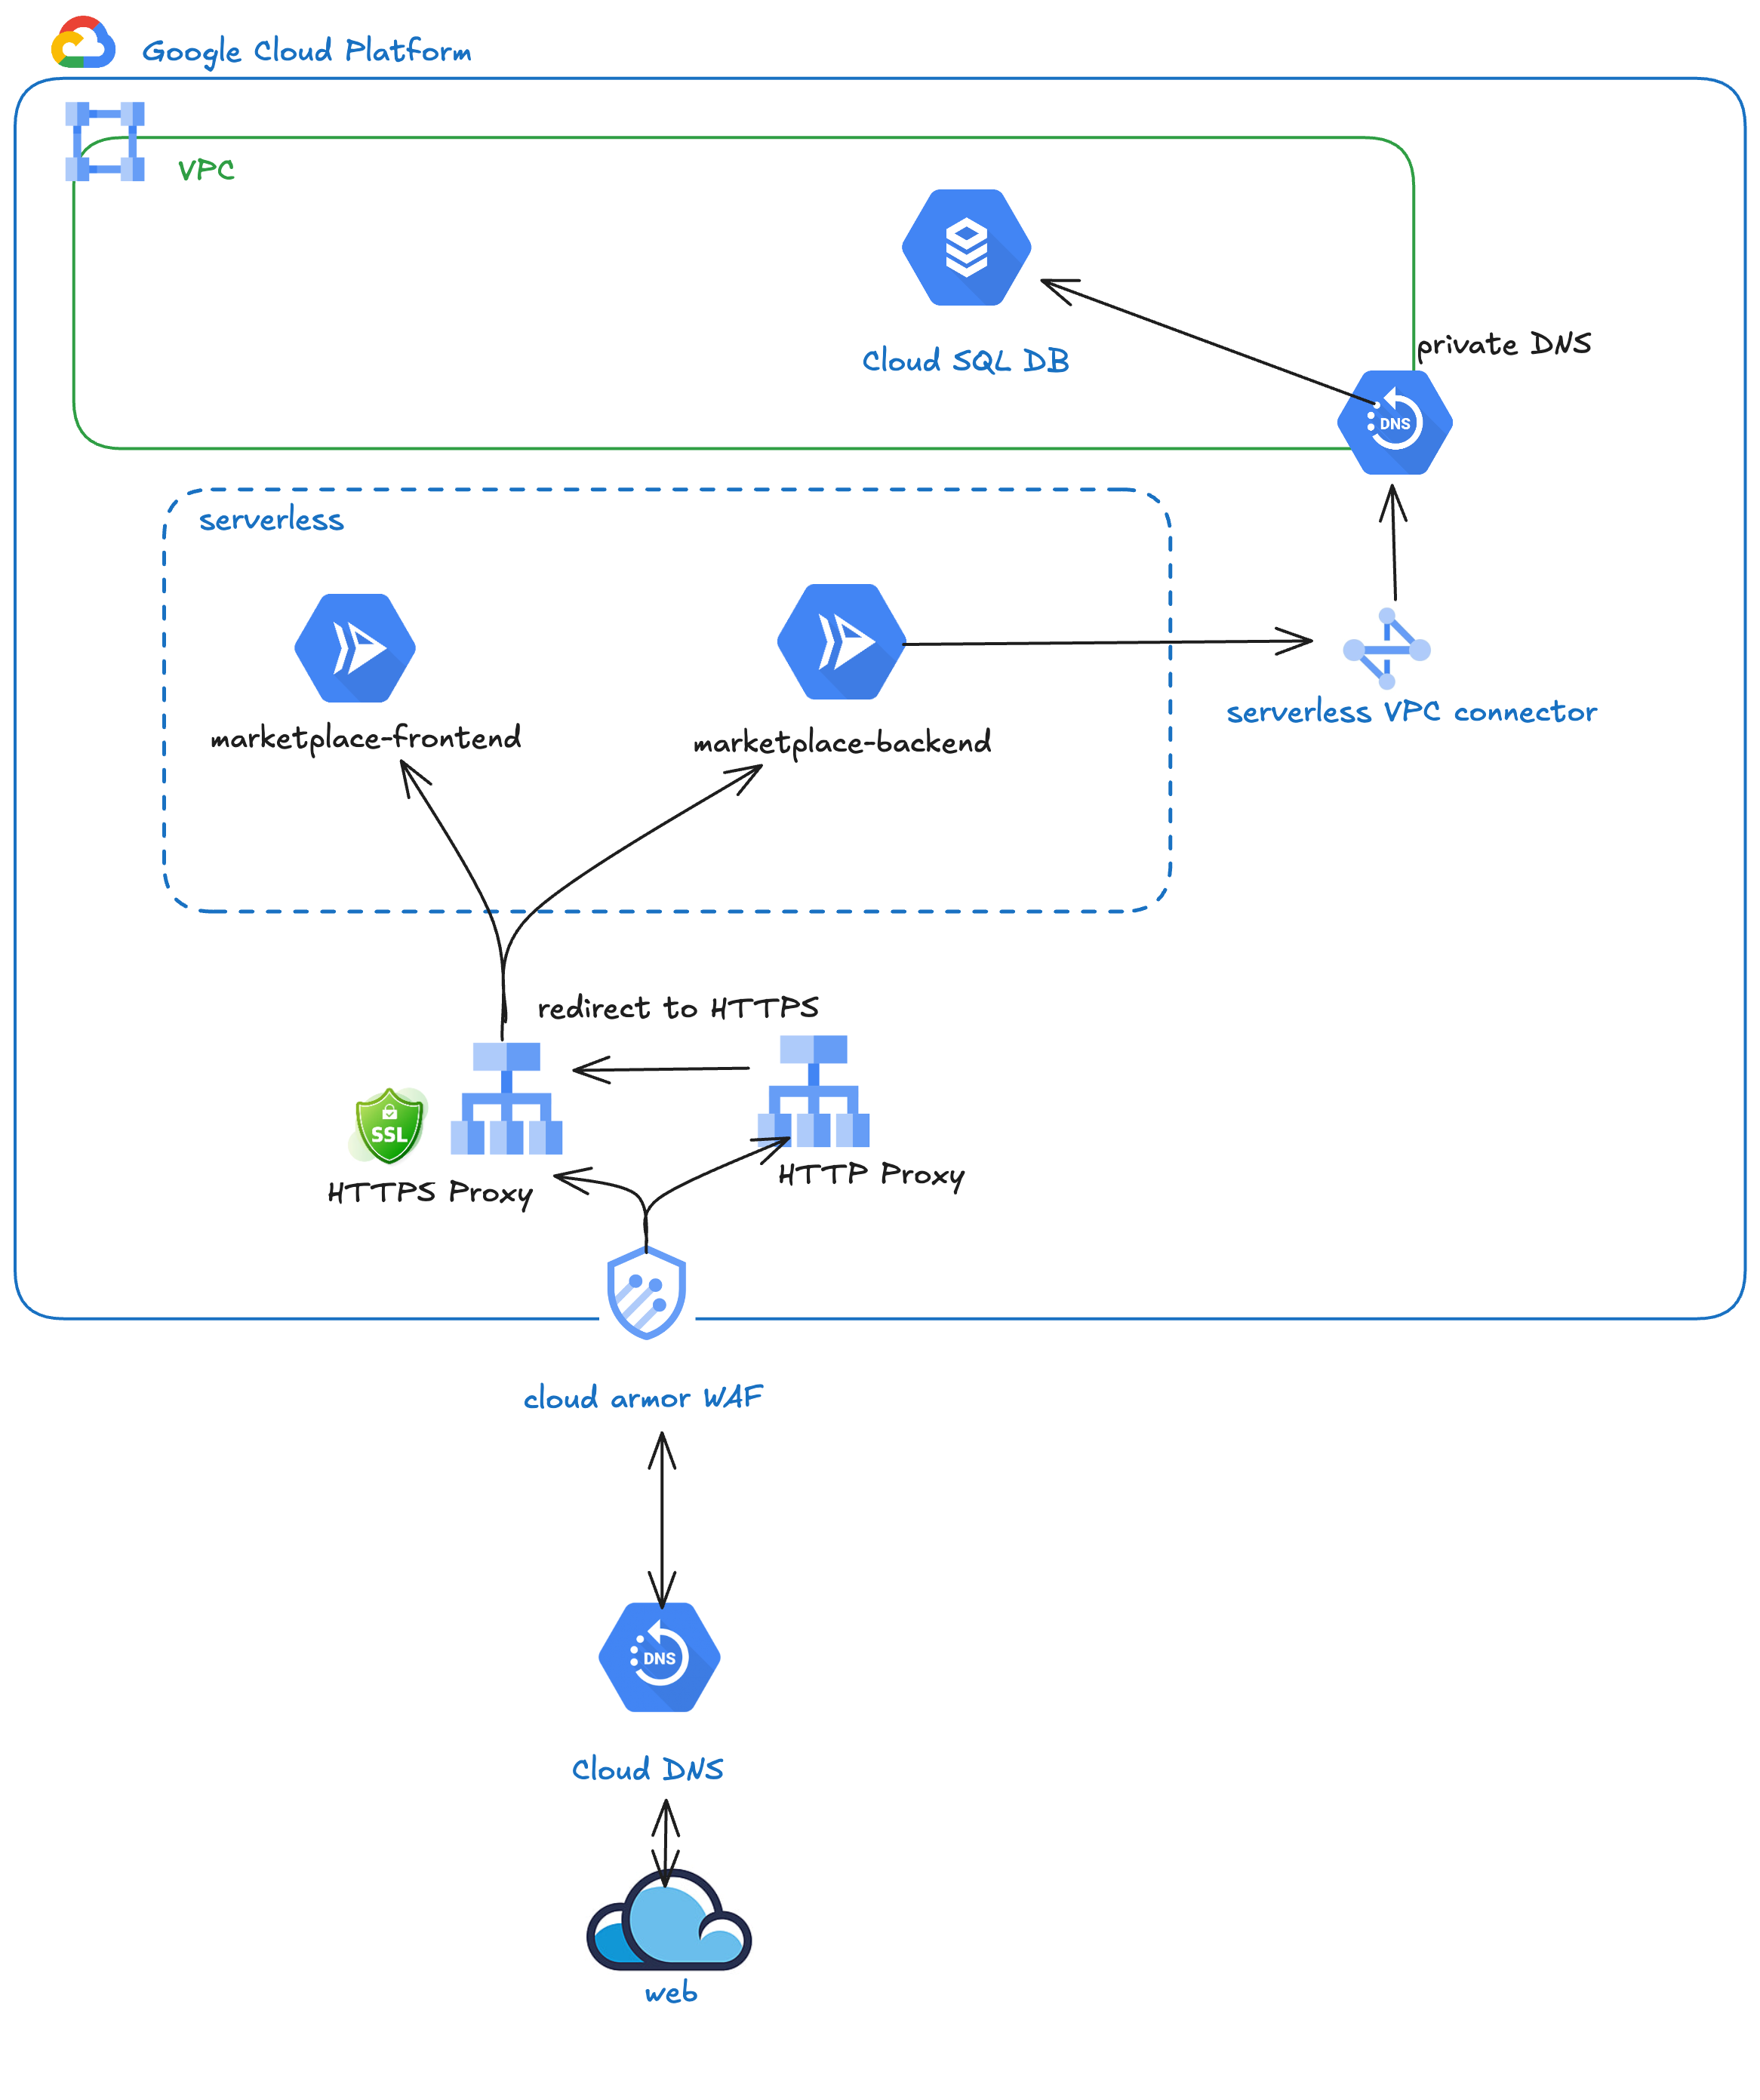 Google Cloud Platform
VPC
private DNS
Cloud SQL DB
DNS
serverless
serverless VPC connector
marketplace-frontend
marketplace-backend
redirect to HTTPS
SSL
HTTP Proxy
HTTPS Proxy
cloud armor WAF
DNS
Cloud DNS
web